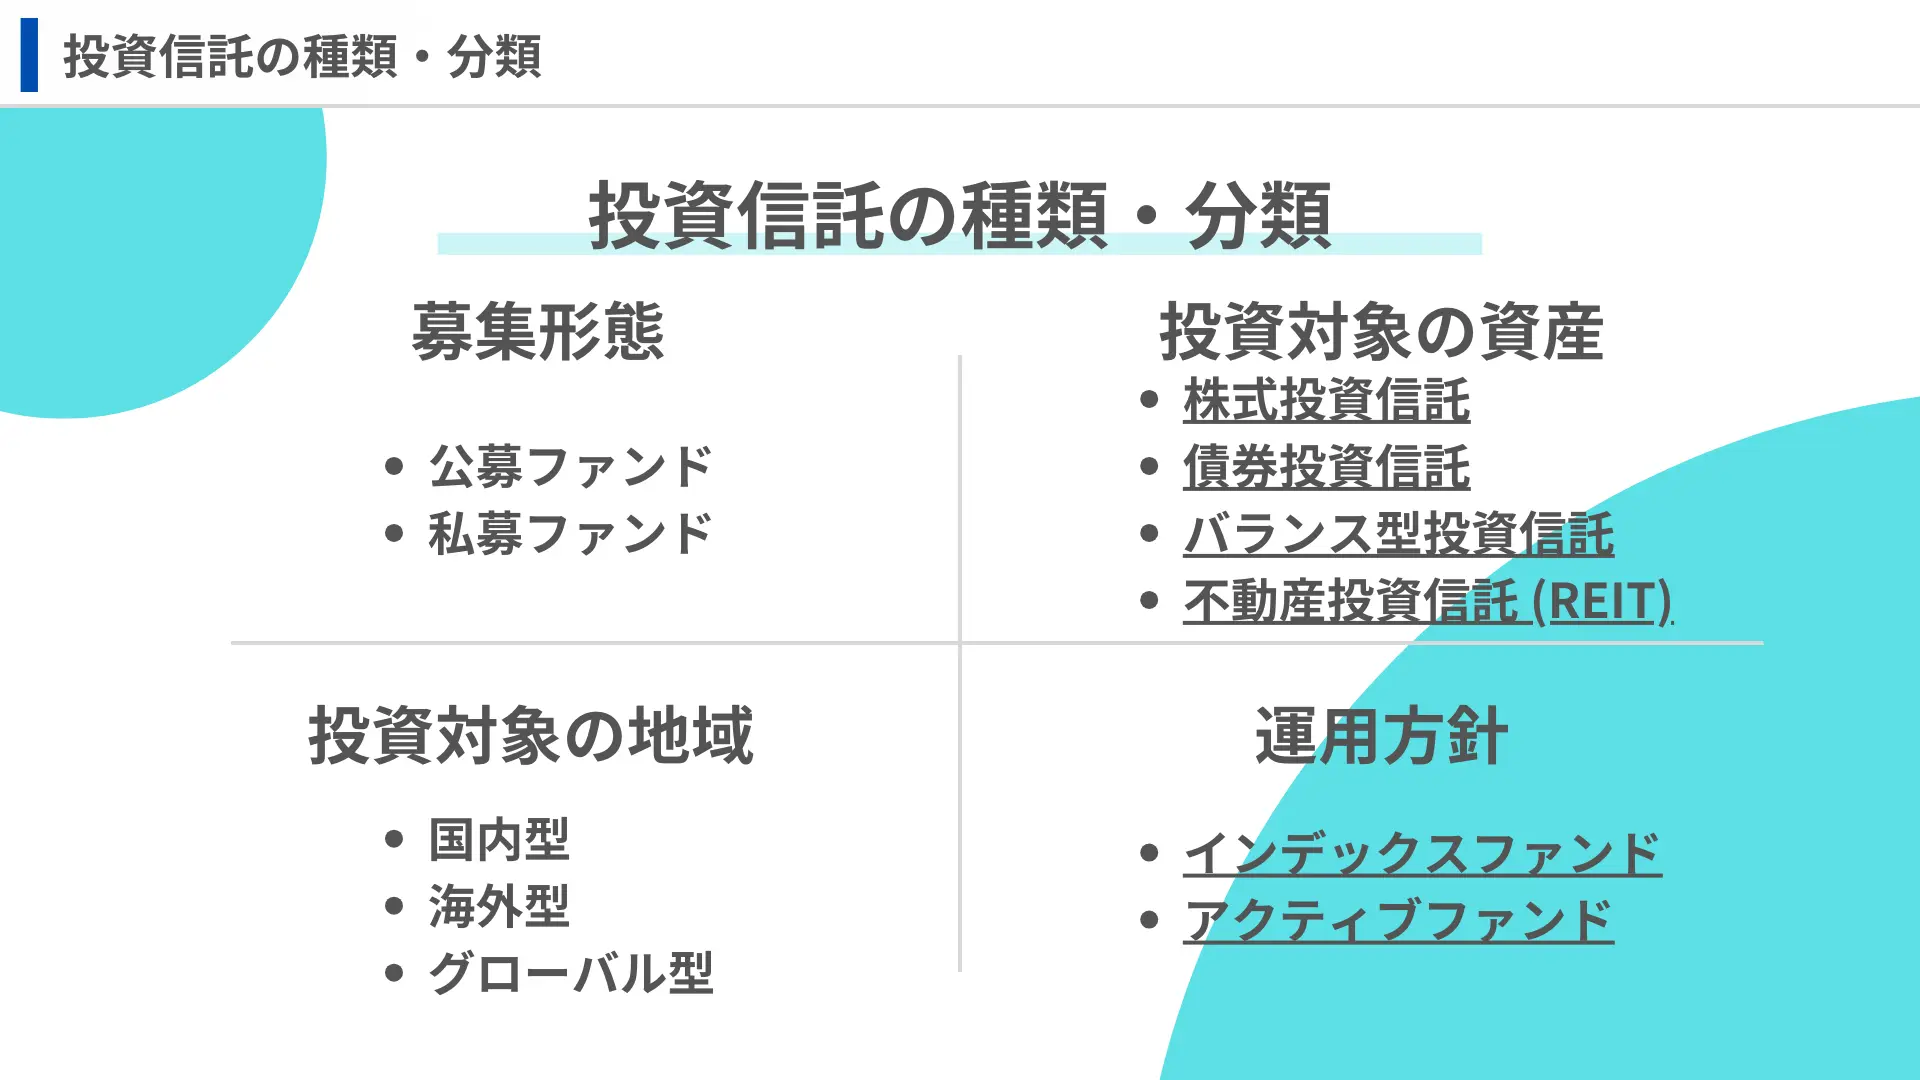 投資信託の種類・分類
投資信託の種類・分類
募集形態
• 公募ファンド
• 私募ファンド
投資対象の資産
• 株式投資信託
• 債券投資信託
• バランス型投資信託
• 不動産投資信託 (REIT)
投資対象の地域
• 国内型
• 海外型
• グローバル型
運用方針
• インデックスファンド
• アクティブファンド